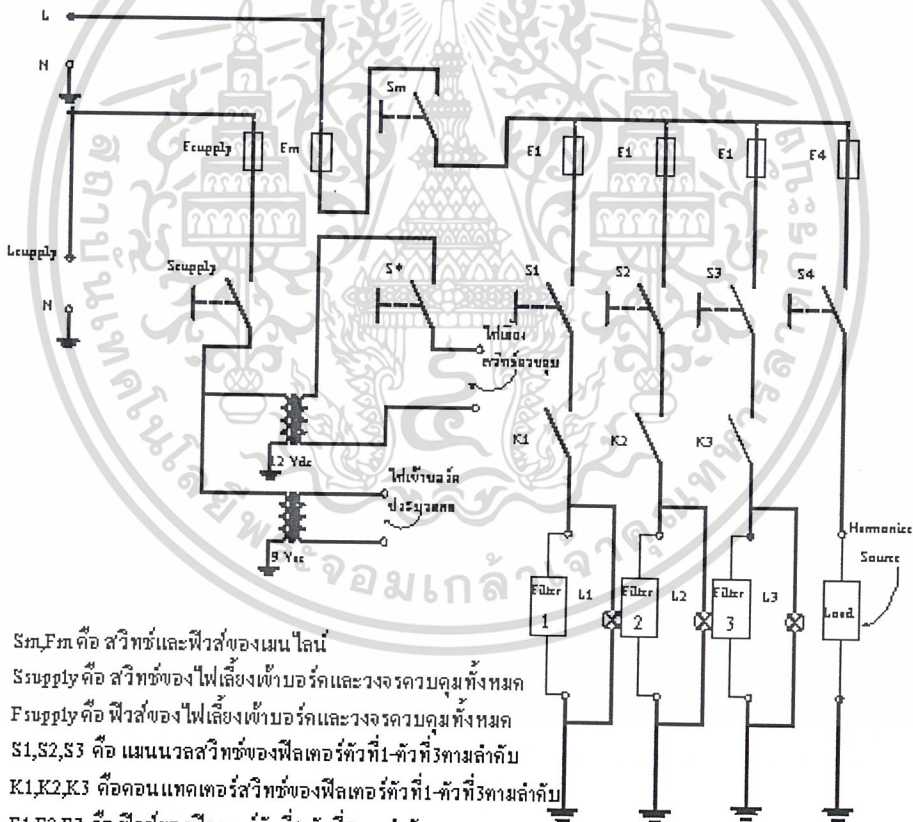 L
N
Sm
Fsupply
Fm
F1
F1
F1
F4
Lsupply
Ssupply
S*
S1
S2
S3
S4
N
ไฟเลี้ยง
สวิทช์ควบคุม
K1
K2
K3
12 Vdc
ไฟเข้าบอร์ด
ประมวลผล
9 Vdc
Harmonics
Source
Filter
1
L1
Filter
2
L2
Filter
3
L3
Load
Sm,Fm คือ สวิทช์และฟิวส์ของเมนไลน์
Ssupply คือ สวิทช์ของไฟเลี้ยงเข้าบอร์ดและวงจรควบคุมทั้งหมด
Fsupply คือ ฟิวส์ของไฟเลี้ยงเข้าบอร์ดและวงจรควบคุมทั้งหมด
S1,S2,S3 คือ แมนนวลสวิทช์ของฟิลเตอร์ตัวที่1-ตัวที่3ตามลำดับ
K1,K2,K3 คือคอนแทคเตอร์สวิทช์ของฟิลเตอร์ตัวที่1-ตัวที่3ตามลำดับ